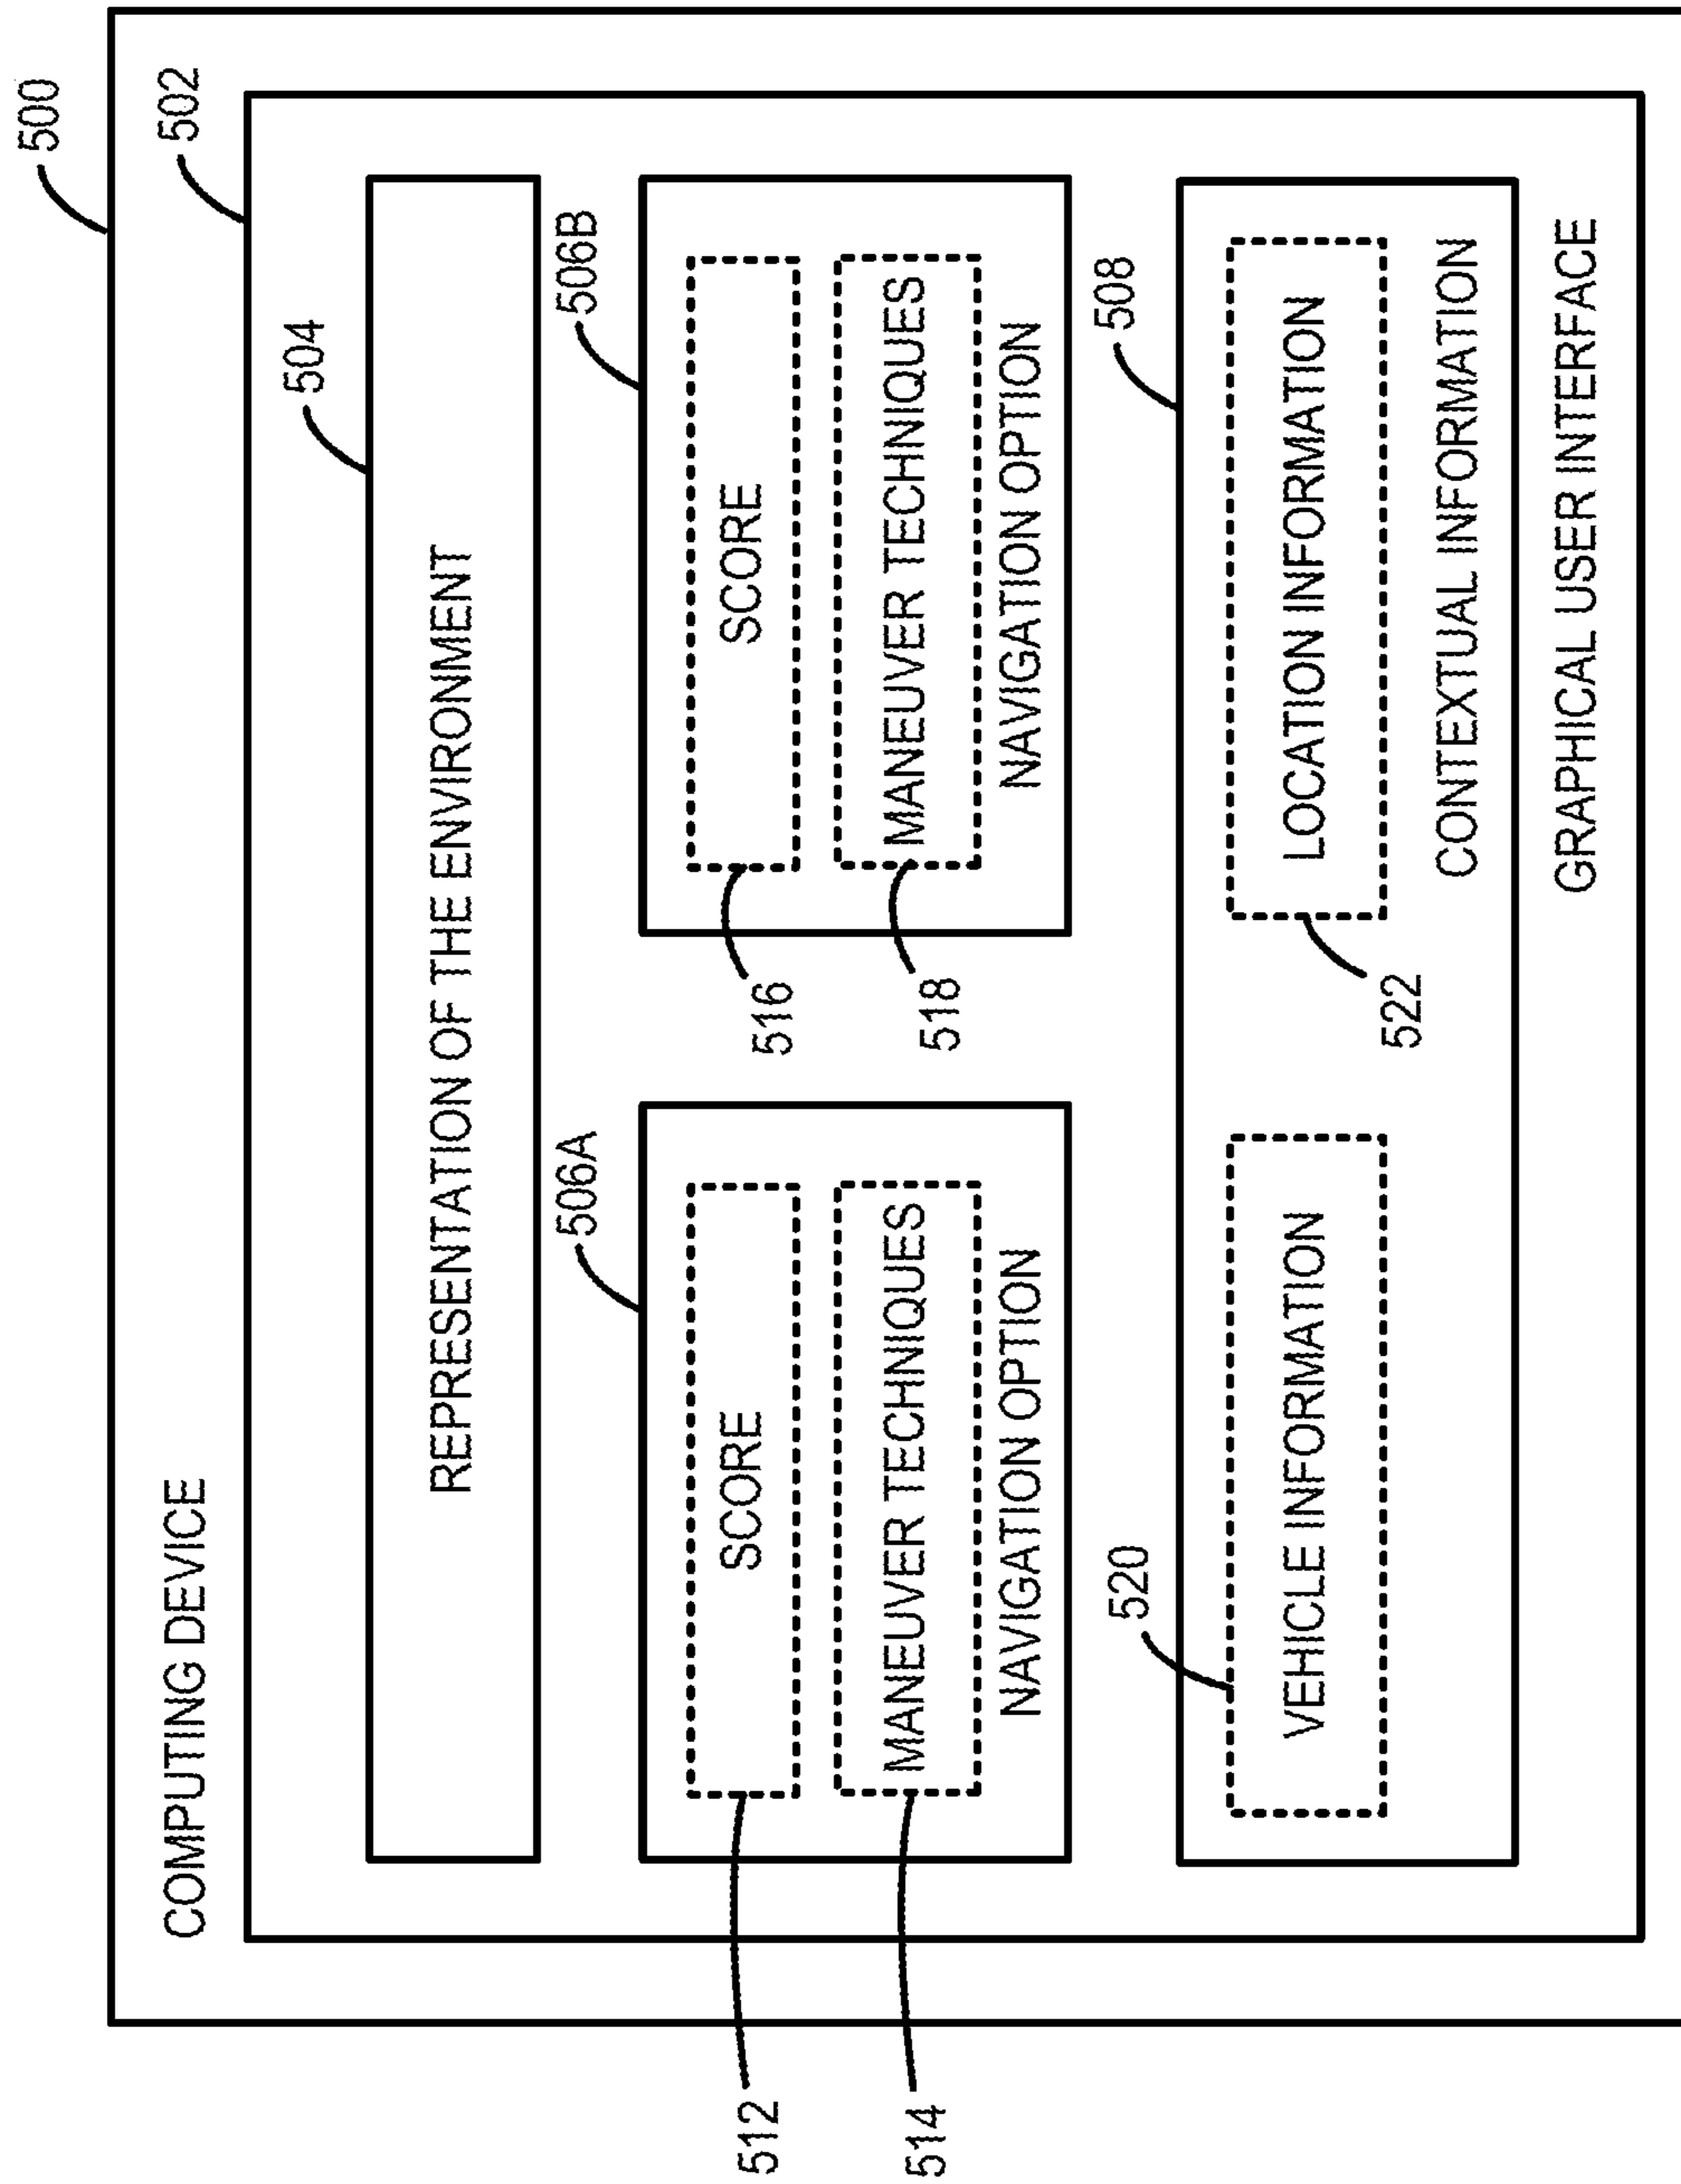 500
COMPUTING DEVICE
502
504
REPRESENTATION OF THE ENVIRONMENT
506A
506B
512
SCORE
516
SCORE
514
MANEUVER TECHNIQUES
518
MANEUVER TECHNIQUES
NAVIGATION OPTION
NAVIGATION OPTION
520
508
VEHICLE INFORMATION
LOCATION INFORMATION
522
CONTEXTUAL INFORMATION
GRAPHICAL USER INTERFACE